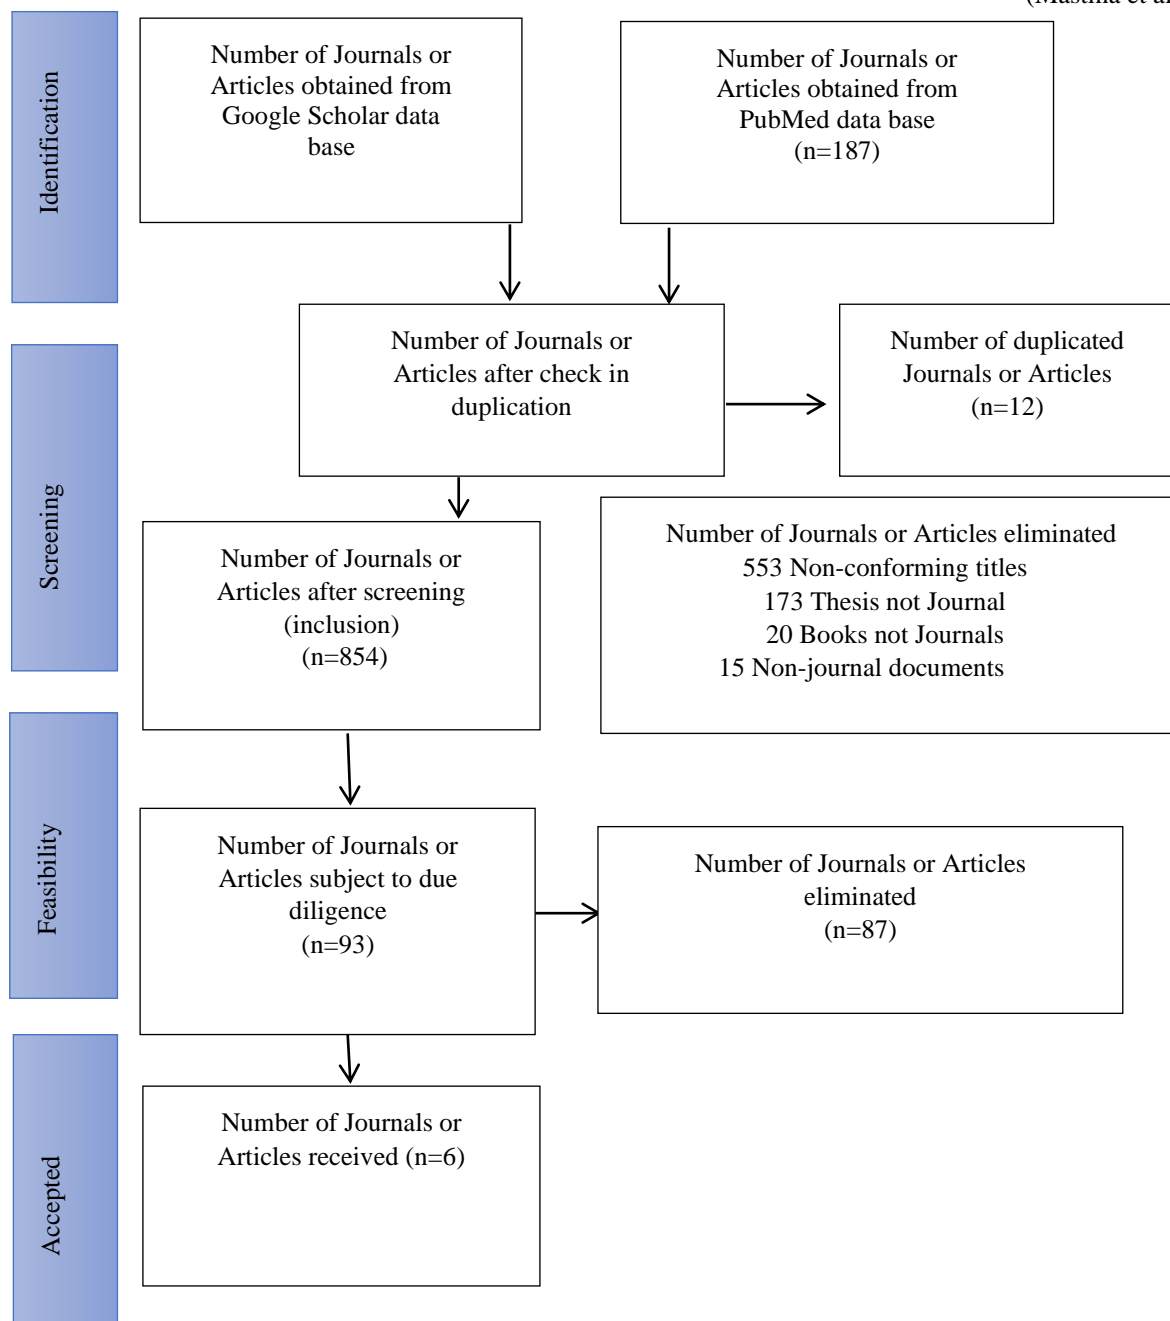 (Mastina et al
Identification
Number of Journals or
Articles obtained from
Google Scholar data
base
Number of Journals or
Articles obtained from
PubMed data base
(n=187)
Screening
Number of Journals or
Articles after check in
duplication
Number of duplicated
Journals or Articles
(n=12)
Number of Journals or
Articles after screening
(inclusion)
(n=854)
Number of Journals or Articles eliminated
553 Non-conforming titles
173 Thesis not Journal
20 Books not Journals
15 Non-journal documents
Feasibility
Number of Journals or
Articles subject to due
diligence
(n=93)
Number of Journals or Articles
eliminated
(n=87)
Accepted
Number of Journals or
Articles received (n=6)